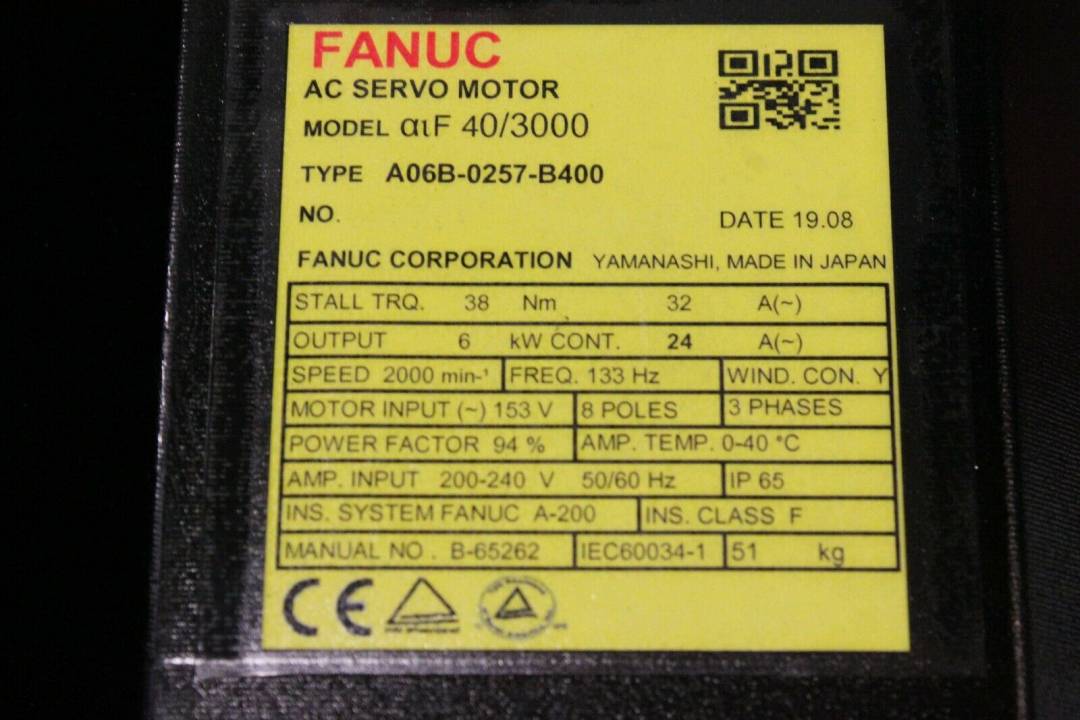 FANUC
AC SERVO MOTOR
MODEL αιF 40/3000
TYPE A06B-0257-B400
NO.
DATE 19.08
FANUC CORPORATION YAMANASHI, MADE IN JAPAN
STALL TRQ. 38 Nm 32 A(~)
OUTPUT 6 kW CONT. 24 A(~)
SPEED 2000 min-¹ FREQ. 133 Hz WIND. CON. Y
MOTOR INPUT (~) 153 V 8 POLES 3 PHASES
POWER FACTOR 94 % AMP. TEMP. 0-40 °C
AMP. INPUT 200-240 V 50/60 Hz IP 65
INS. SYSTEM FANUC A-200 INS. CLASS F
MANUAL NO. B-65262 IEC60034-1 51 kg
CE